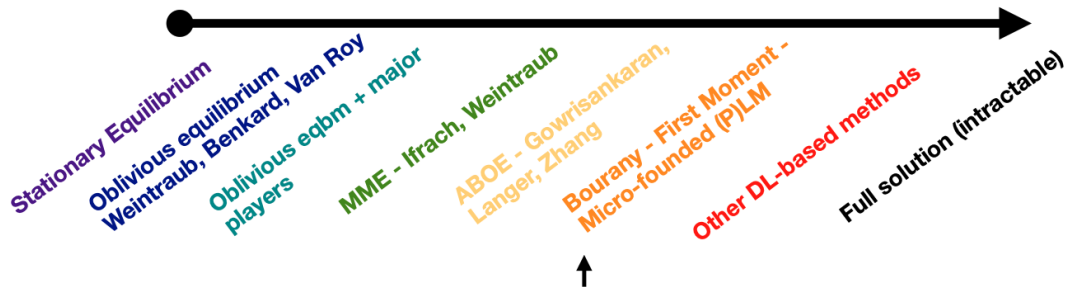 Stationary Equilibrium
Oblivious equilibrium
Weintraub, Benkard, Van Roy
Oblivious eqbm + major
players
MME - Ifrach, Weintraub
ABOE - Gowrisankaran,
Langer, Zhang
Bourany - First Moment -
Micro-founded (P)LM
Other DL-based methods
Full solution (intractable)